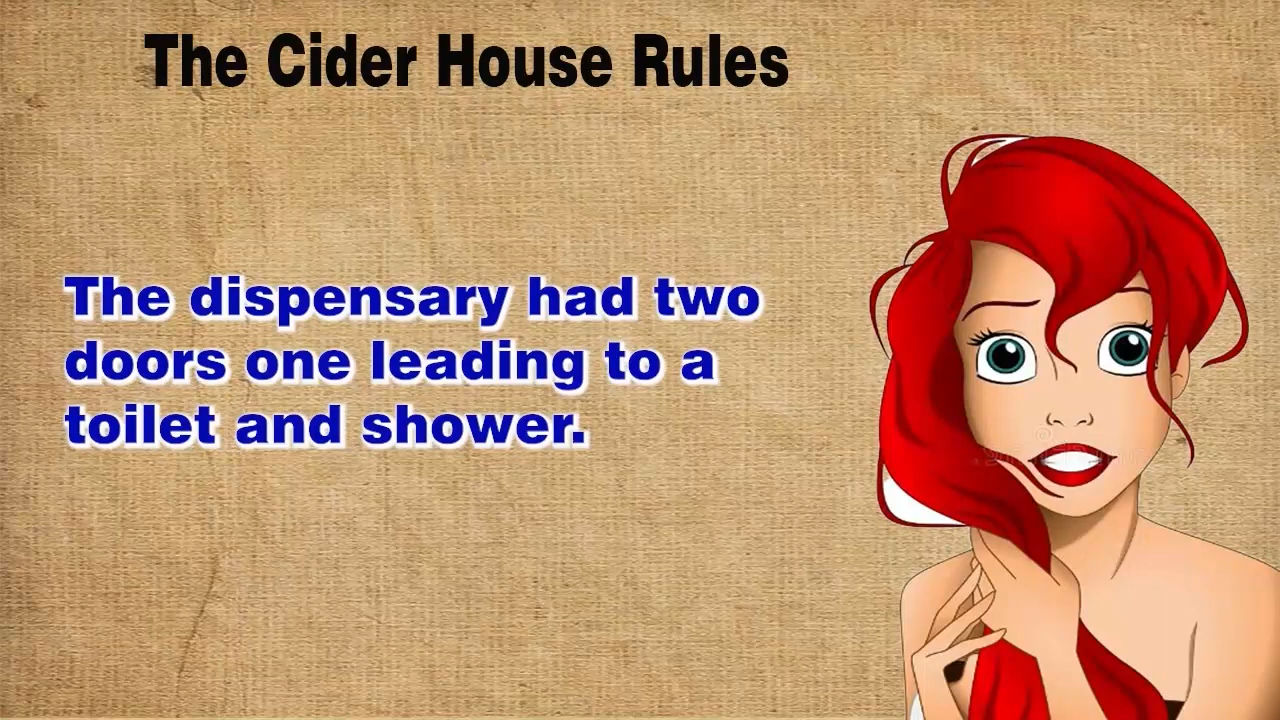 The Cider House Rules
The dispensary had two
doors one leading to a
toilet and shower.